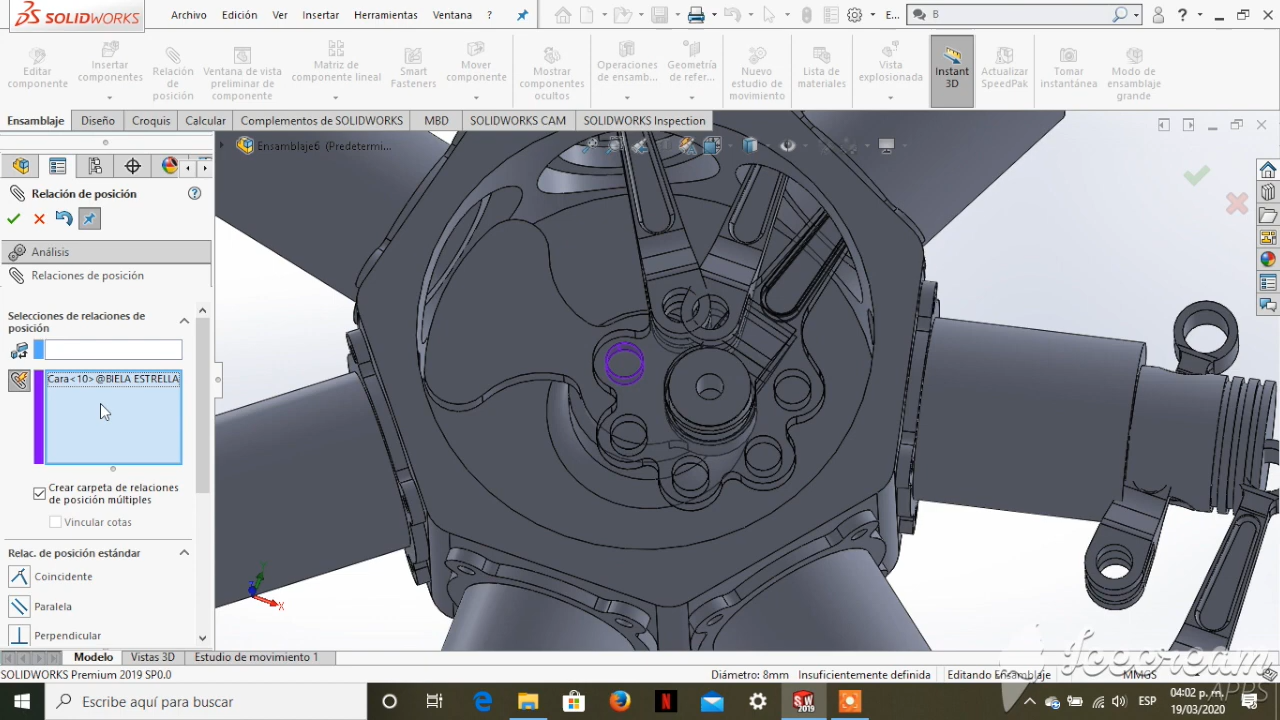 SOLIDWORKS
Archivo Edición Ver Insertar Herramientas Ventana
E... B ?
Editar componente
Insertar componentes
Relación de posición
Ventana de vista preliminar de componente
Matriz de componente lineal
Smart Fasteners
Mover componente
Mostrar componentes ocultos
Operaciones de ensamb...
Geometría de refer...
Nuevo estudio de movimiento
Lista de materiales
Vista explosionada
Instant 3D
Actualizar SpeedPak
Tomar instantánea
Modo de ensamblaje grande
Ensamblaje Diseño Croquis Calcular Complementos de SOLIDWORKS MBD SOLIDWORKS CAM SOLIDWORKS Inspection
Ensamblaje6 (Predetermi...
Relación de posición
Análisis
Relaciones de posición
Selecciones de relaciones de
posición
Cara<10>@BIELA ESTRELLA
Crear carpeta de relaciones
de posición múltiples
Vincular cotas
Relac. de posición estándar
Coincidente
Paralela
Perpendicular
X
Modelo Vistas 3D Estudio de movimiento 1
SOLIDWORKS Premium 2019 SP0.0 Diámetro: 8mm Insuficientemente definida Editando Ensamblaje MMGS
Escribe aquí para buscar
ESP
04:02 p. m.
19/03/2020
APPS